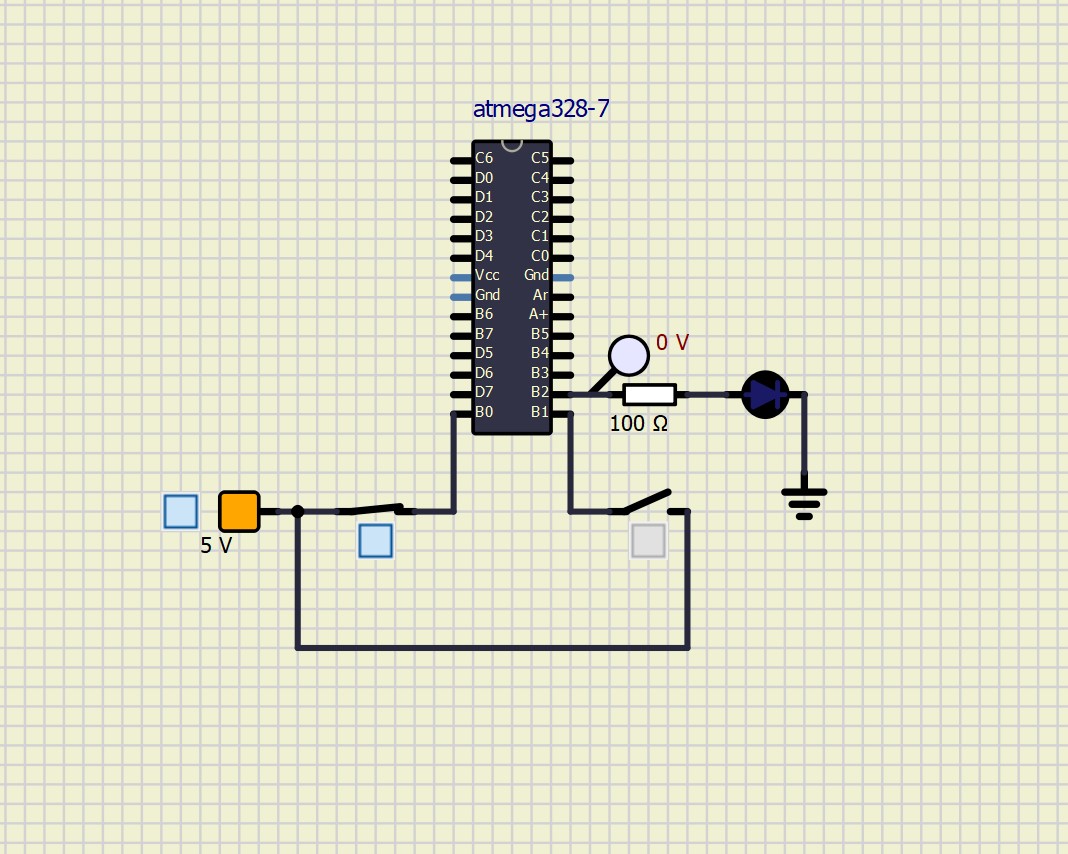 atmega328-7
C6 C5
D0 C4
D1 C3
D2 C2
D3 C1
D4 C0
Vcc Gnd
Gnd Ar
B6 A+
B7 B5
D5 B4
D6 B3
D7 B2
B0 B1
0 V
100 Ω
5 V